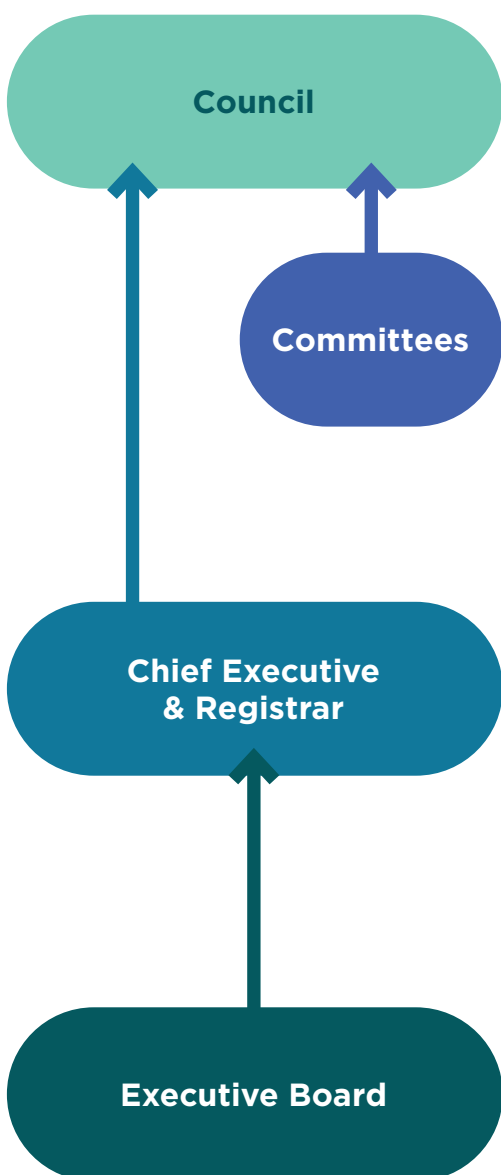 Council
Committees
Chief Executive
& Registrar
Executive Board